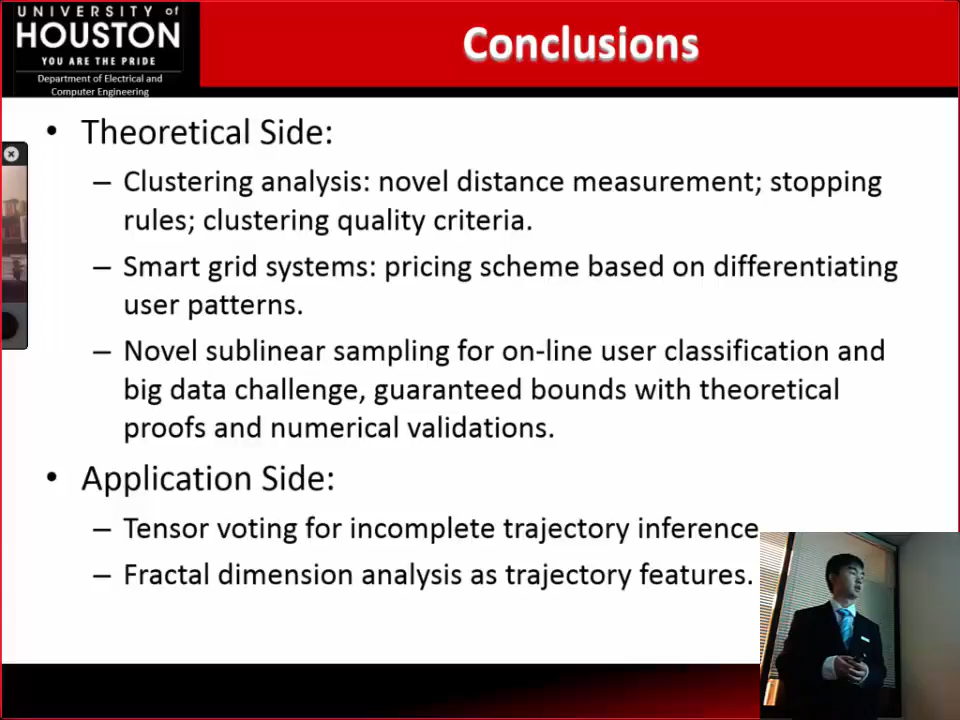 UNIVERSITY of
HOUSTON
YOU ARE THE PRIDE
Department of Electrical and
Computer Engineering
Conclusions
• Theoretical Side:
– Clustering analysis: novel distance measurement; stopping
rules; clustering quality criteria.
– Smart grid systems: pricing scheme based on differentiating
user patterns.
– Novel sublinear sampling for on-line user classification and
big data challenge, guaranteed bounds with theoretical
proofs and numerical validations.
• Application Side:
– Tensor voting for incomplete trajectory inference
– Fractal dimension analysis as trajectory features.